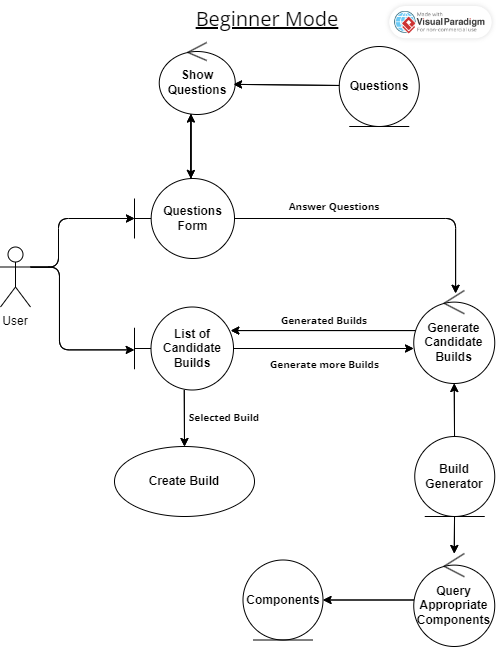 Beginner Mode
Made with
Visual Paradigm
For non-commercial use
Show
Questions
Questions
Questions
Form
Answer Questions
User
List of
Candidate
Builds
Generated Builds
Generate more Builds
Generate
Candidate
Builds
Selected Build
Create Build
Build
Generator
Components
Query
Appropriate
Components